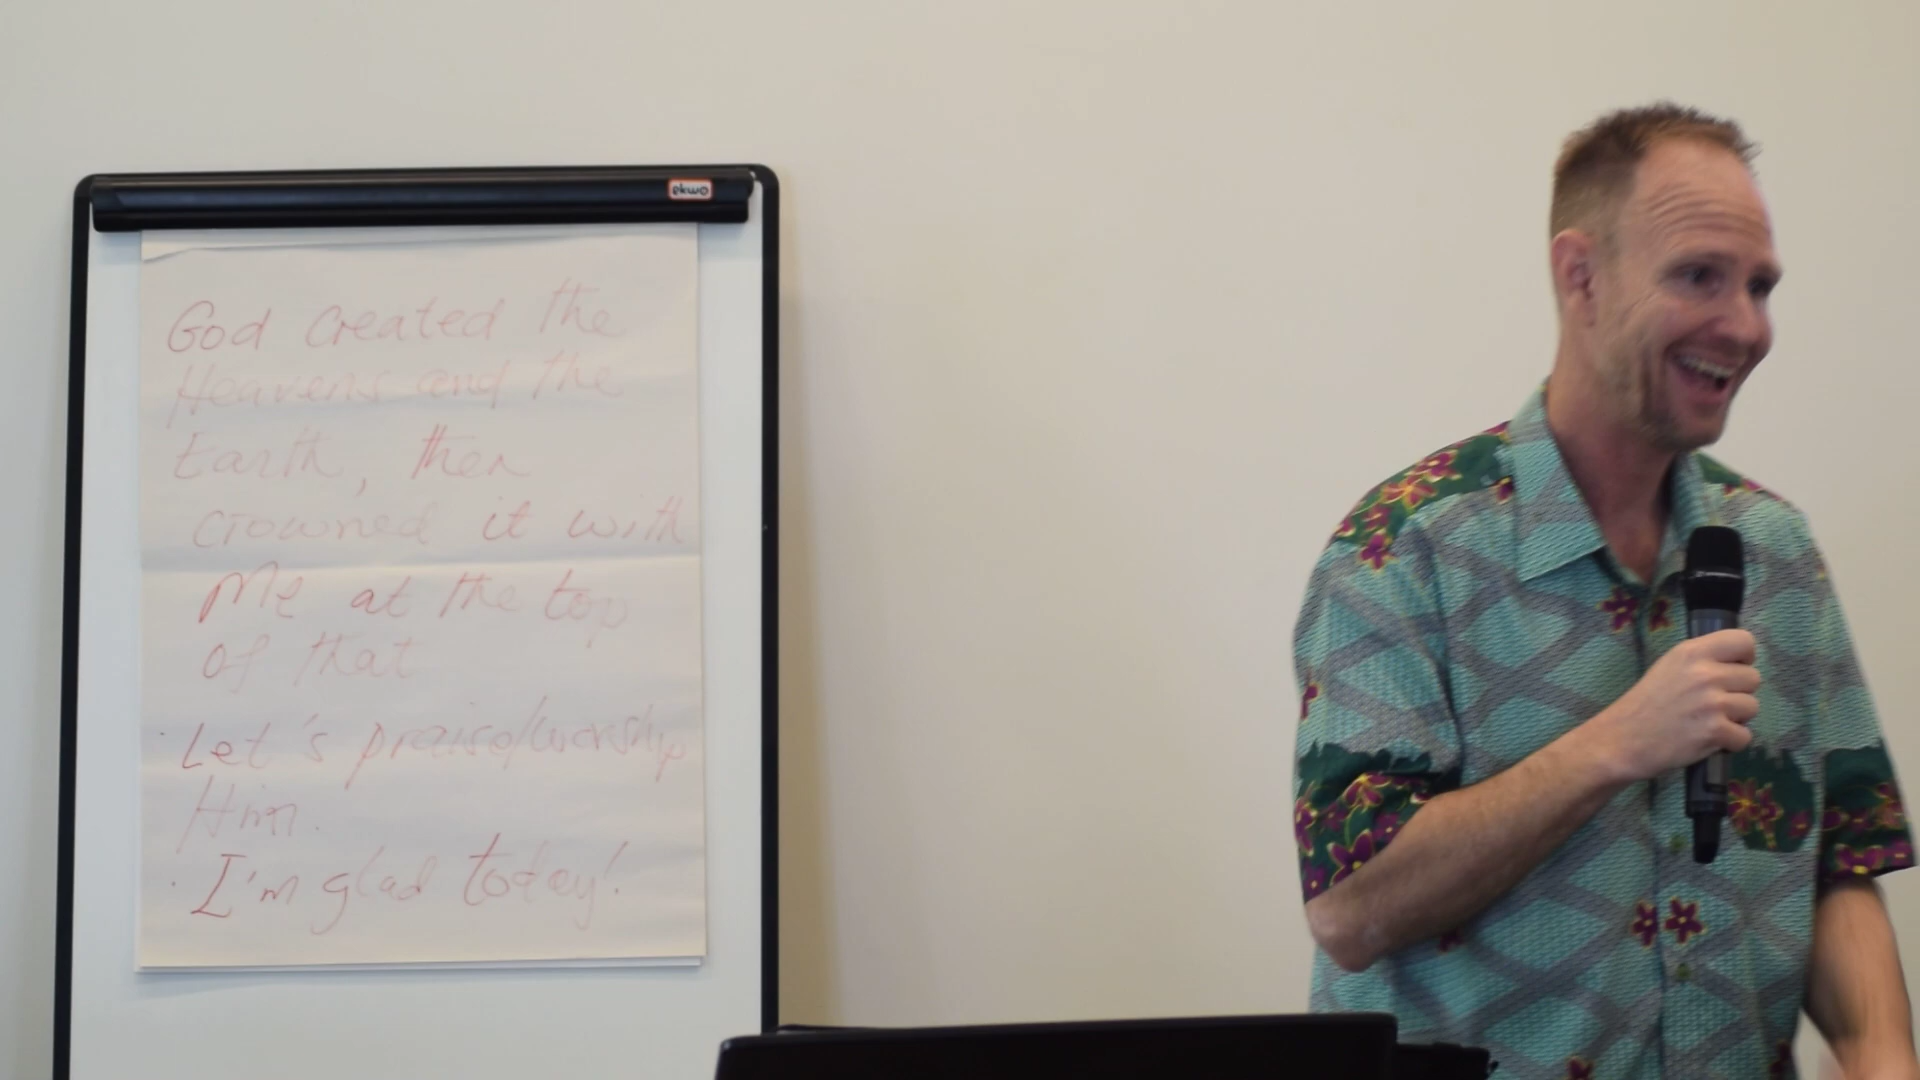 God created the
Heavens and the
Earth, then
crowned it with
Me at the top
of that
Let's praise/worship
Him.
I'm glad today!